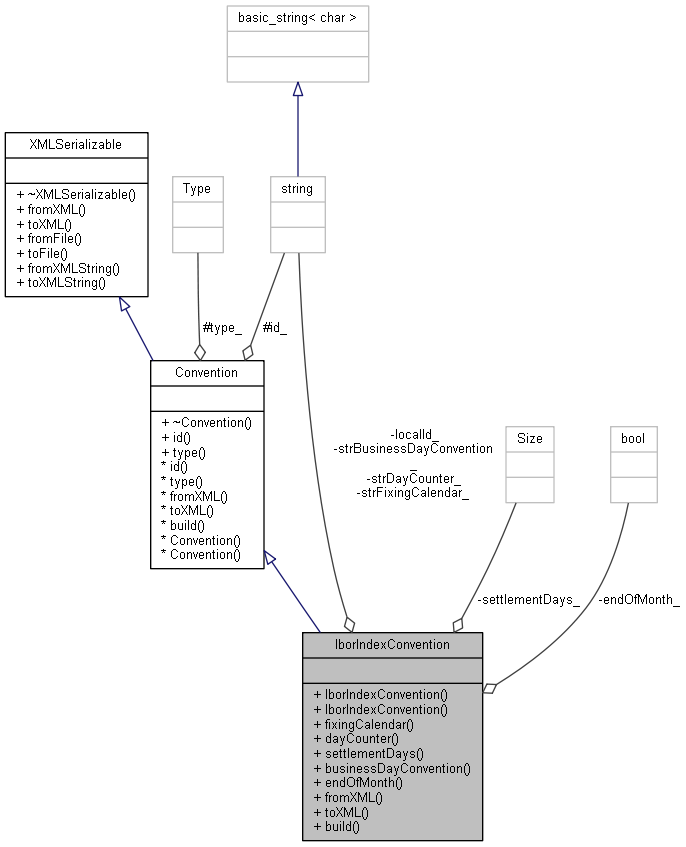 basic_string< char >
XMLSerializable
+ ~XMLSerializable()
+ fromXML()
+ toXML()
+ fromFile()
+ toFile()
+ fromXMLString()
+ toXMLString()
Type
string
#type_
#id_
Convention
+ ~Convention()
+ id()
+ type()
* id()
* type()
* fromXML()
* toXML()
* build()
* Convention()
* Convention()
-localId_
-strBusinessDayConvention
_
-strDayCounter_
-strFixingCalendar_
Size
bool
-settlementDays_
-endOfMonth_
IborIndexConvention
+ IborIndexConvention()
+ IborIndexConvention()
+ fixingCalendar()
+ dayCounter()
+ settlementDays()
+ businessDayConvention()
+ endOfMonth()
+ fromXML()
+ toXML()
+ build()